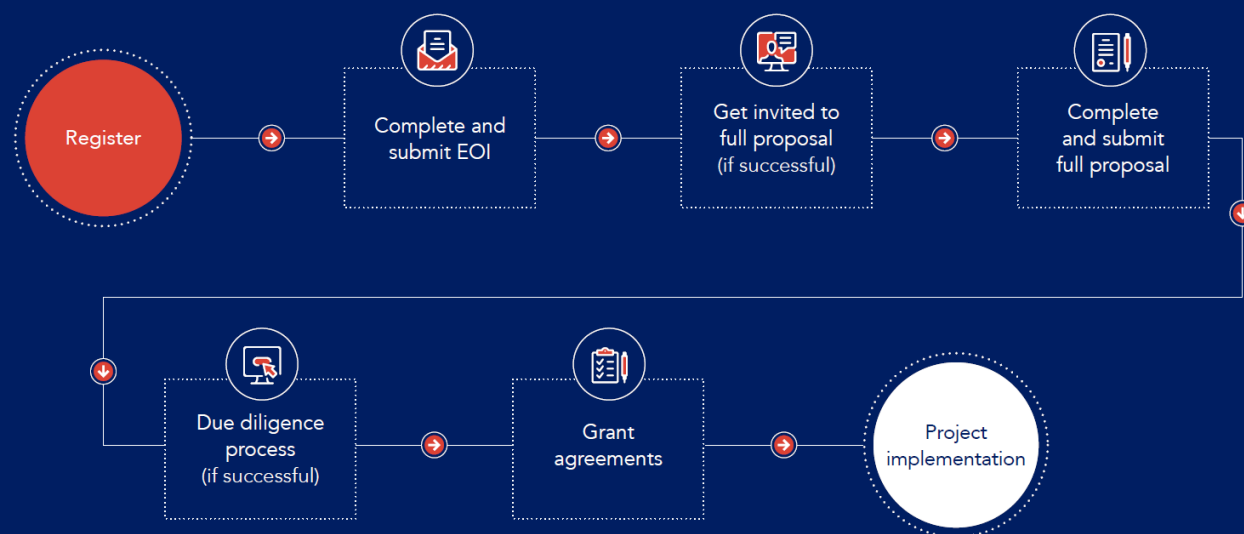 Register
Complete and
submit EOI
Get invited to
full proposal
(if successful)
Complete
and submit
full proposal
Due diligence
process
(if successful)
Grant
agreements
Project
implementation